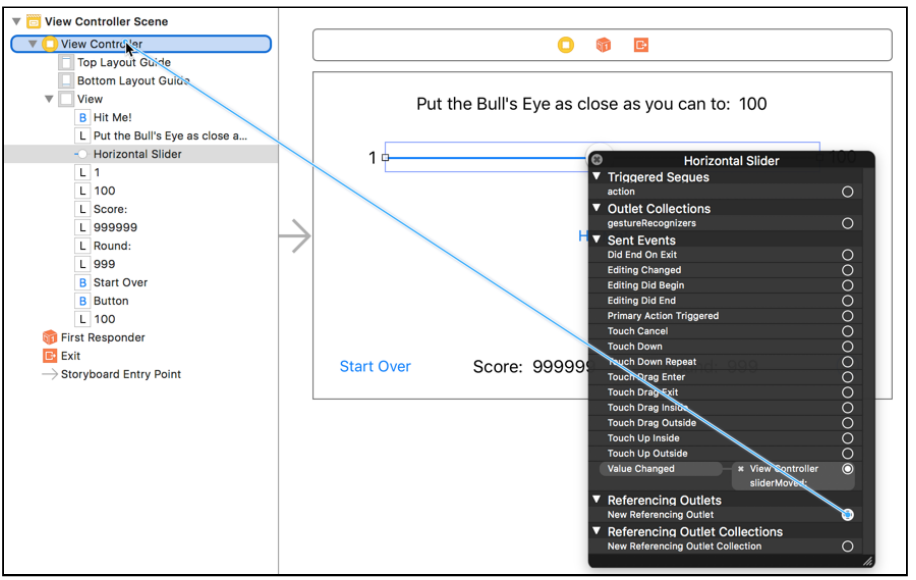 View Controller Scene
View Controller
Top Layout Guide
Bottom Layout Guide
View
B Hit Me!
L Put the Bull's Eye as close a...
Horizontal Slider
L 1
L 100
L Score:
L 999999
L Round:
L 999
B Start Over
B Button
L 100
First Responder
Exit
Storyboard Entry Point
Put the Bull's Eye as close as you can to: 100
1
100
H
Start Over
Score: 999999
999
Horizontal Slider
Triggered Segues
action
Outlet Collections
gestureRecognizers
Sent Events
Did End On Exit
Editing Changed
Editing Did Begin
Editing Did End
Primary Action Triggered
Touch Cancel
Touch Down
Touch Down Repeat
Touch Drag Enter
Touch Drag Exit
Touch Drag Inside
Touch Drag Outside
Touch Up Inside
Touch Up Outside
Value Changed
View Controller
sliderMoved:
Referencing Outlets
New Referencing Outlet
Referencing Outlet Collections
New Referencing Outlet Collection